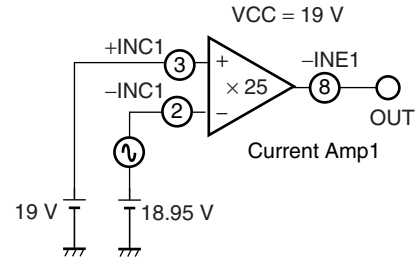 VCC = 19 V
+INC1
3
+
−INE1
−INC1
× 25
8
2
−
OUT
Current Amp1
19 V
18.95 V